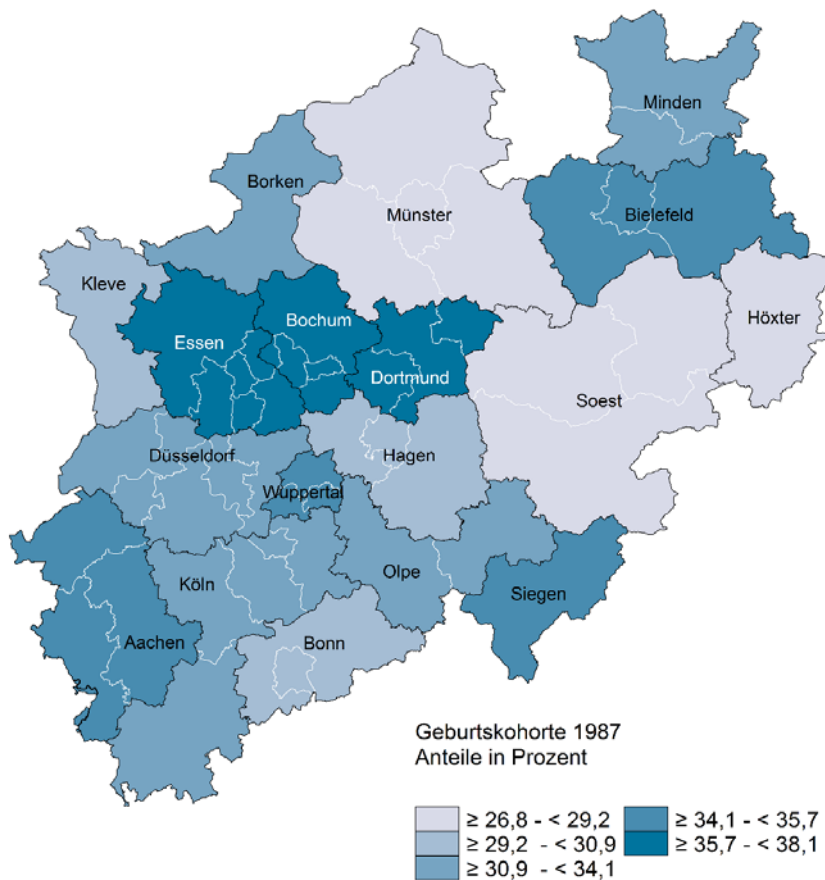 Minden
Borken
Münster
Bielefeld
Kleve
Höxter
Bochum
Essen
Dortmund
Soest
Düsseldorf
Hagen
Wuppertal
Olpe
Köln
Siegen
Aachen
Bonn
Geburtskohorte 1987
Anteile in Prozent
≥ 26,8 - < 29,2
≥ 34,1 - < 35,7
≥ 29,2 - < 30,9
≥ 35,7 - < 38,1
≥ 30,9 - < 34,1